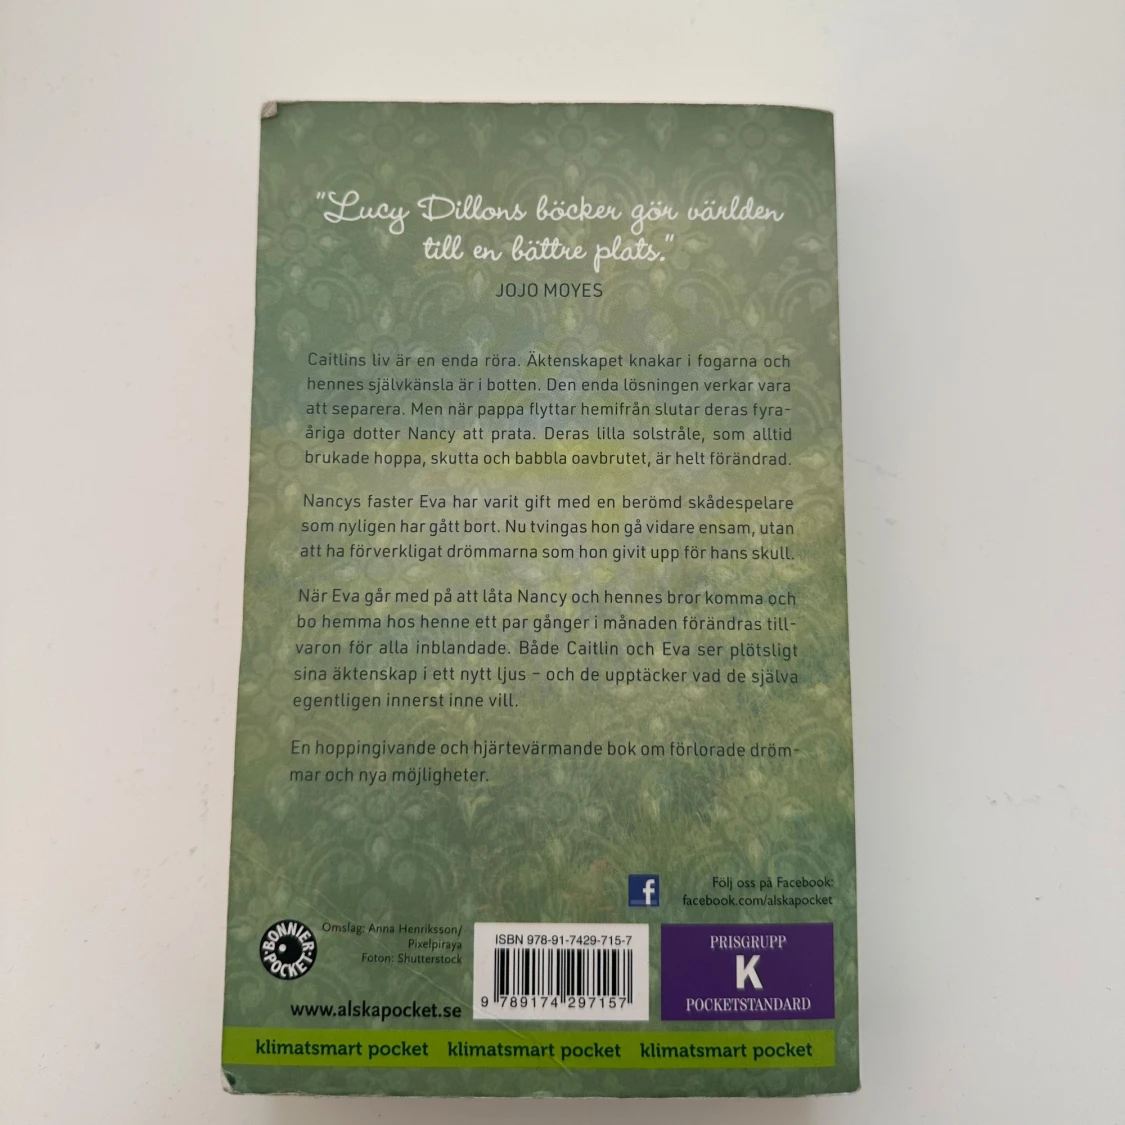 "Lucy Dillons böcker gör världen
till en bättre plats."
JOJO MOYES
Caitlins liv är en enda röra. Äktenskapet knakar i fogarna och
hennes självkänsla är i botten. Den enda lösningen verkar vara
att separera. Men när pappa flyttar hemifrån slutar deras fyra-
åriga dotter Nancy att prata. Deras lilla solstråle, som alltid
brukade hoppa, skutta och babbla oavbrutet, är helt förändrad.
Nancys faster Eva har varit gift med en berömd skådespelare
som nyligen har gått bort. Nu tvingas hon gå vidare ensam, utan
att ha förverkligat drömmarna som hon givit upp för hans skull.
När Eva går med på att låta Nancy och hennes bror komma och
bo hemma hos henne ett par gånger i månaden förändras till-
varon för alla inblandade. Både Caitlin och Eva ser plötsligt
sina äktenskap i ett nytt ljus – och de upptäcker vad de själva
egentligen innerst inne vill.
En hoppingivande och hjärtevärmande bok om förlorade dröm-
mar och nya möjligheter.
f
Följ oss på Facebook:
facebook.com/alskapocket
BONNIER POCKET
Omslag: Anna Henriksson/
Pixelpiraya
Foton: Shutterstock
www.alskapocket.se
ISBN 978-91-7429-715-7
9 789174 297157
PRISGRUPP
K
POCKETSTANDARD
klimatsmart pocket klimatsmart pocket klimatsmart pocket